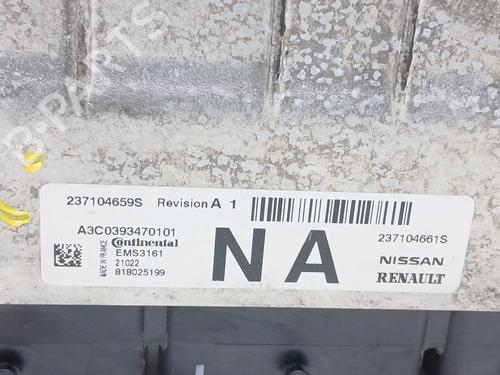 B-PARTS
237104659S Revision A 1
A3C0393470101
Continental
MADE IN FRANCE
EMS3161
21022
818025199
NA
237104661S
NISSAN
RENAULT